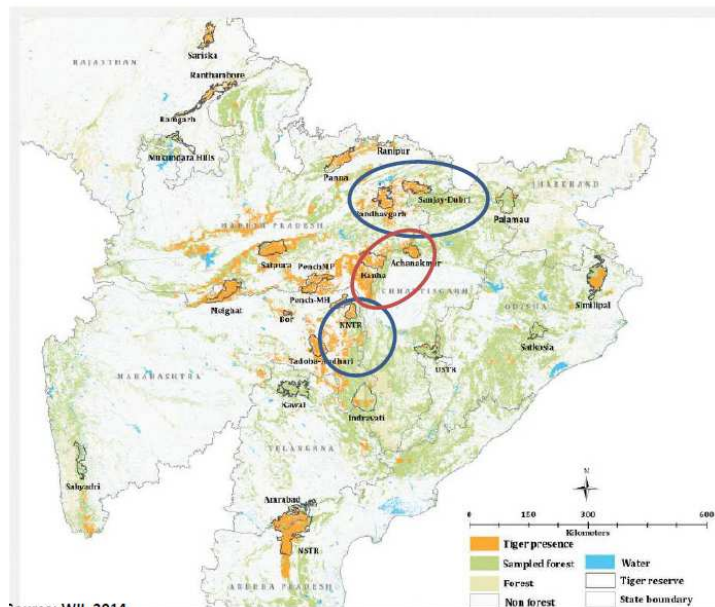 Sariska
RAJASTHAN
Ranthambore
Ramgarh
Mukundara Hills
Ranipur
Panna
Sanjay-Dubri
Bandhavgarh
JHARKHAND
Palamau
MADHYA PRADESH
Satpura
PenchMP
Kanha
Achanakmar
CHHATTISGARH
Pench-MH
Melghat
Similipal
ODISHA
NNTR
Bor
Satkosia
Tadoba-Andhari
USTR
MAHARASHTRA
Kawal
Indravati
TELANGANA
Sahyadri
N
Amrabad
NSTR
0 150 300 600
Kilometers
Tiger presence
Sampled forest
Forest
Non forest
Water
Tiger reserve
State boundary
ANDHRA PRADESH